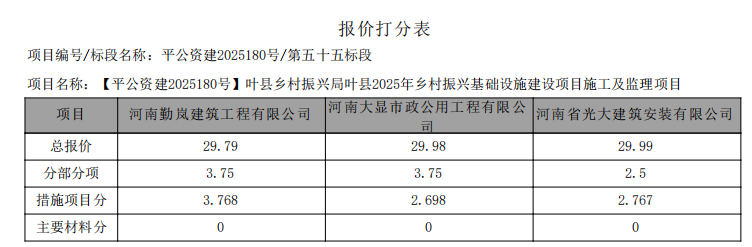 报价打分表
项目编号/标段名称：平公资建2025180号/第五十五标段
项目名称：【平公资建2025180号】叶县乡村振兴局叶县2025年乡村振兴基础设施建设项目施工及监理项目
项目 河南勤岚建筑工程有限公司 河南大显市政公用工程有限公司 河南省光大建筑安装有限公司
总报价 29.79 29.98 29.99
分部分项 3.75 3.75 2.5
措施项目分 3.768 2.698 2.767
主要材料分 0 0 0